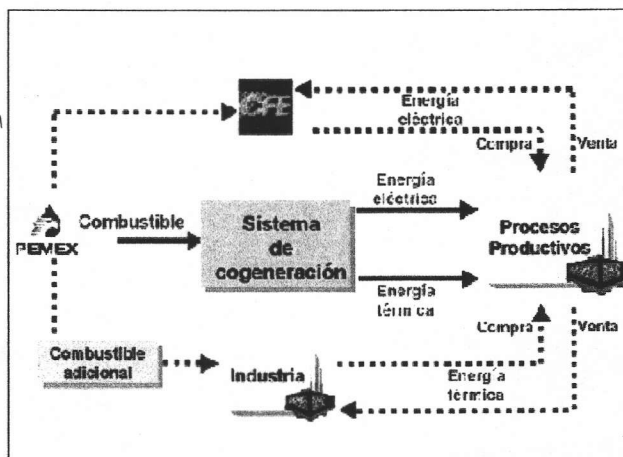 CFE
Energía
eléctrica
Compra
Venta
PEMEX
Combustible
Sistema
de
cogeneración
Energía
eléctrica
Procesos
Productivos
Energía
térmica
Compra
Venta
Combustible
adicional
Industria
Energía
térmica